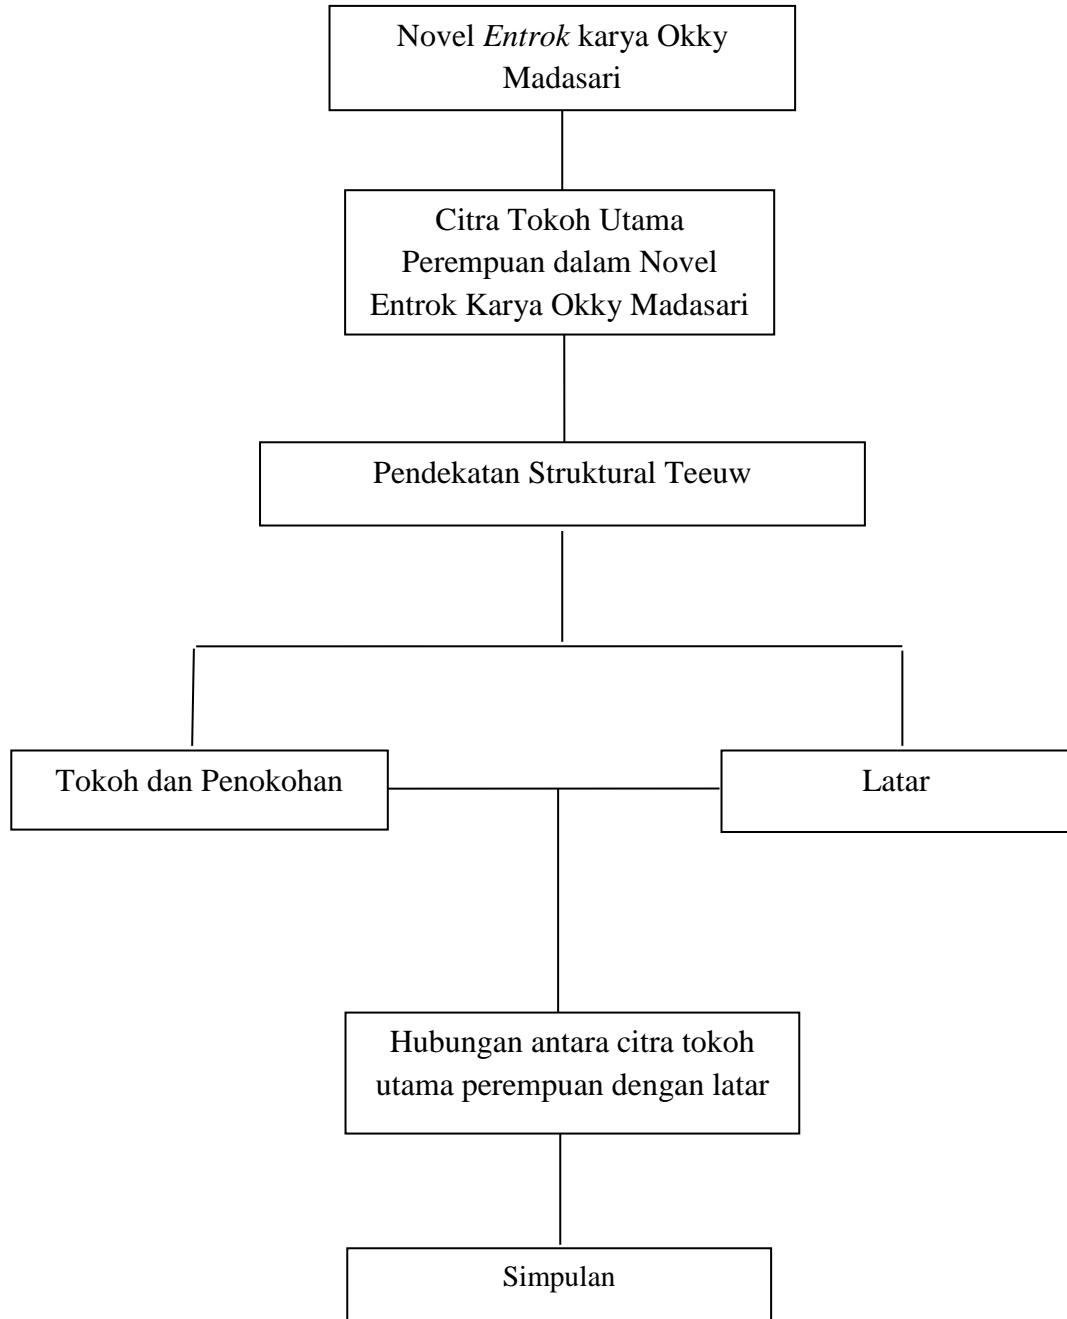 Novel Entrok karya Okky
Madasari
Citra Tokoh Utama
Perempuan dalam Novel
Entrok Karya Okky Madasari
Pendekatan Struktural Teeuw
Tokoh dan Penokohan
Latar
Hubungan antara citra tokoh
utama perempuan dengan latar
Simpulan